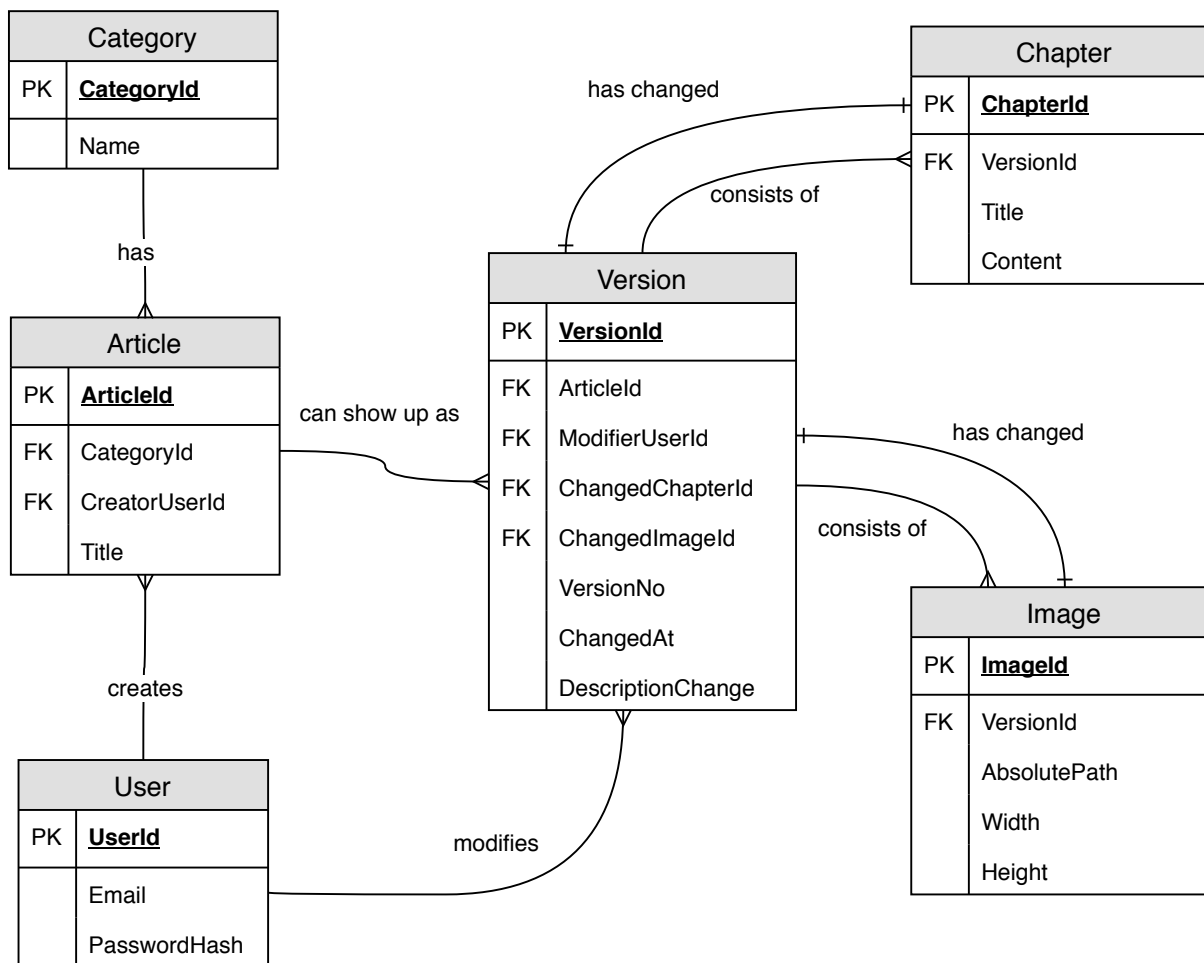 Category
PK CategoryId
Name
has
Article
PK ArticleId
FK CategoryId
FK CreatorUserId
Title
creates
User
PK UserId
Email
PasswordHash
can show up as
modifies
Version
PK VersionId
FK ArticleId
FK ModifierUserId
FK ChangedChapterId
FK ChangedImageId
VersionNo
ChangedAt
DescriptionChange
has changed
consists of
Chapter
PK ChapterId
FK VersionId
Title
Content
has changed
consists of
Image
PK ImageId
FK VersionId
AbsolutePath
Width
Height